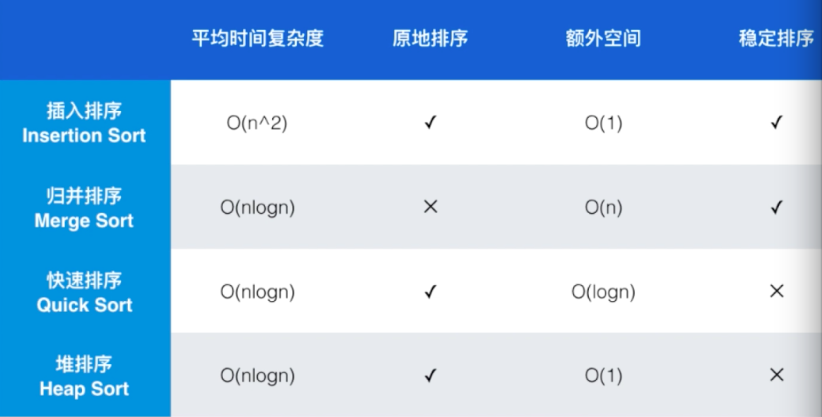 平均时间复杂度 原地排序 额外空间 稳定排序
插入排序
Insertion Sort O(n^2) ✓ O(1) ✓
归并排序
Merge Sort O(nlogn) × O(n) ✓
快速排序
Quick Sort O(nlogn) ✓ O(logn) ×
堆排序
Heap Sort O(nlogn) ✓ O(1) ×